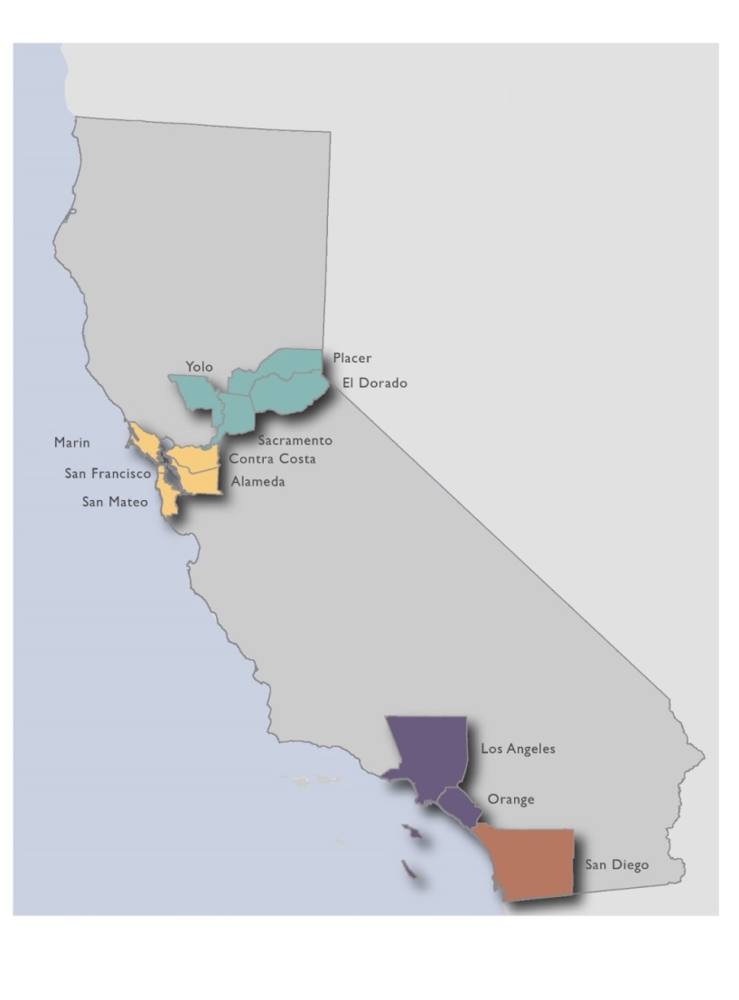 Placer
Yolo
El Dorado
Sacramento
Marin
Contra Costa
San Francisco
Alameda
San Mateo
Los Angeles
Orange
San Diego